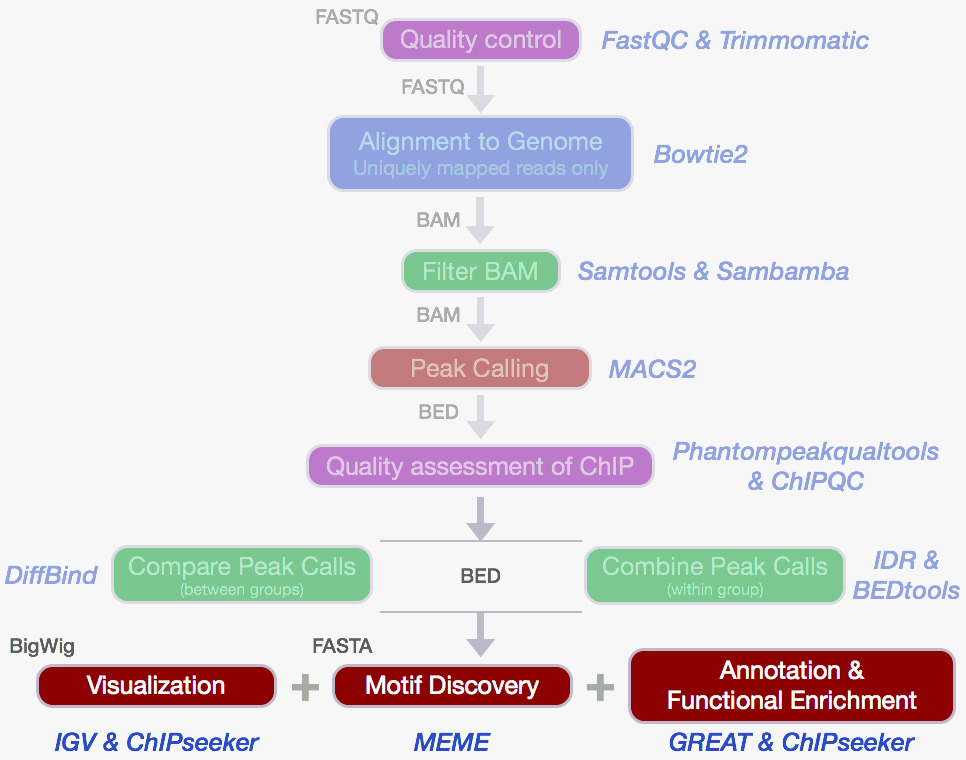 FASTQ
Quality control
FastQC & Trimmomatic
FASTQ
Alignment to Genome
Uniquely mapped reads only
Bowtie2
BAM
Filter BAM
Samtools & Sambamba
BAM
Peak Calling
MACS2
BED
Quality assessment of ChIP
Phantompeakqualtools
& ChIPQC
DiffBind
Compare Peak Calls
(between groups)
BED
Combine Peak Calls
(within group)
IDR &
BEDtools
BigWig
Visualization
+
FASTA
Motif Discovery
+
Annotation &
Functional Enrichment
IGV & ChIPseeker
MEME
GREAT & ChIPseeker